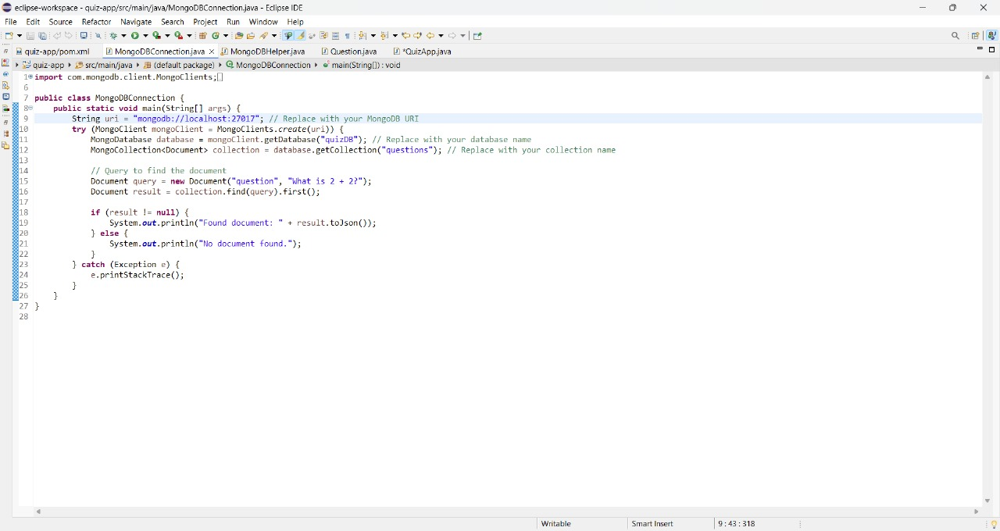 eclipse-workspace - quiz-app/src/main/java/MongoDBConnection.java - Eclipse IDE
File Edit Source Refactor Navigate Search Project Run Window Help
quiz-app/pom.xml MongoDBConnection.java MongoDBHelper.java Question.java *QuizApp.java
quiz-app src/main/java (default package) MongoDBConnection main(String[]) : void
1 import com.mongodb.client.MongoClients;
6
7 public class MongoDBConnection {
8 public static void main(String[] args) {
9 String uri = "mongodb://localhost:27017"; // Replace with your MongoDB URI
10 try (MongoClient mongoClient = MongoClients.create(uri)) {
11 MongoDatabase database = mongoClient.getDatabase("quizDB"); // Replace with your database name
12 MongoCollection<Document> collection = database.getCollection("questions"); // Replace with your collection name
13
14 // Query to find the document
15 Document query = new Document("question", "What is 2 + 2?");
16 Document result = collection.find(query).first();
17
18 if (result != null) {
19 System.out.println("Found document: " + result.toJson());
20 } else {
21 System.out.println("No document found.");
22 }
23 } catch (Exception e) {
24 e.printStackTrace();
25 }
26 }
27 }
28
Writable Smart Insert 9 : 43 : 318